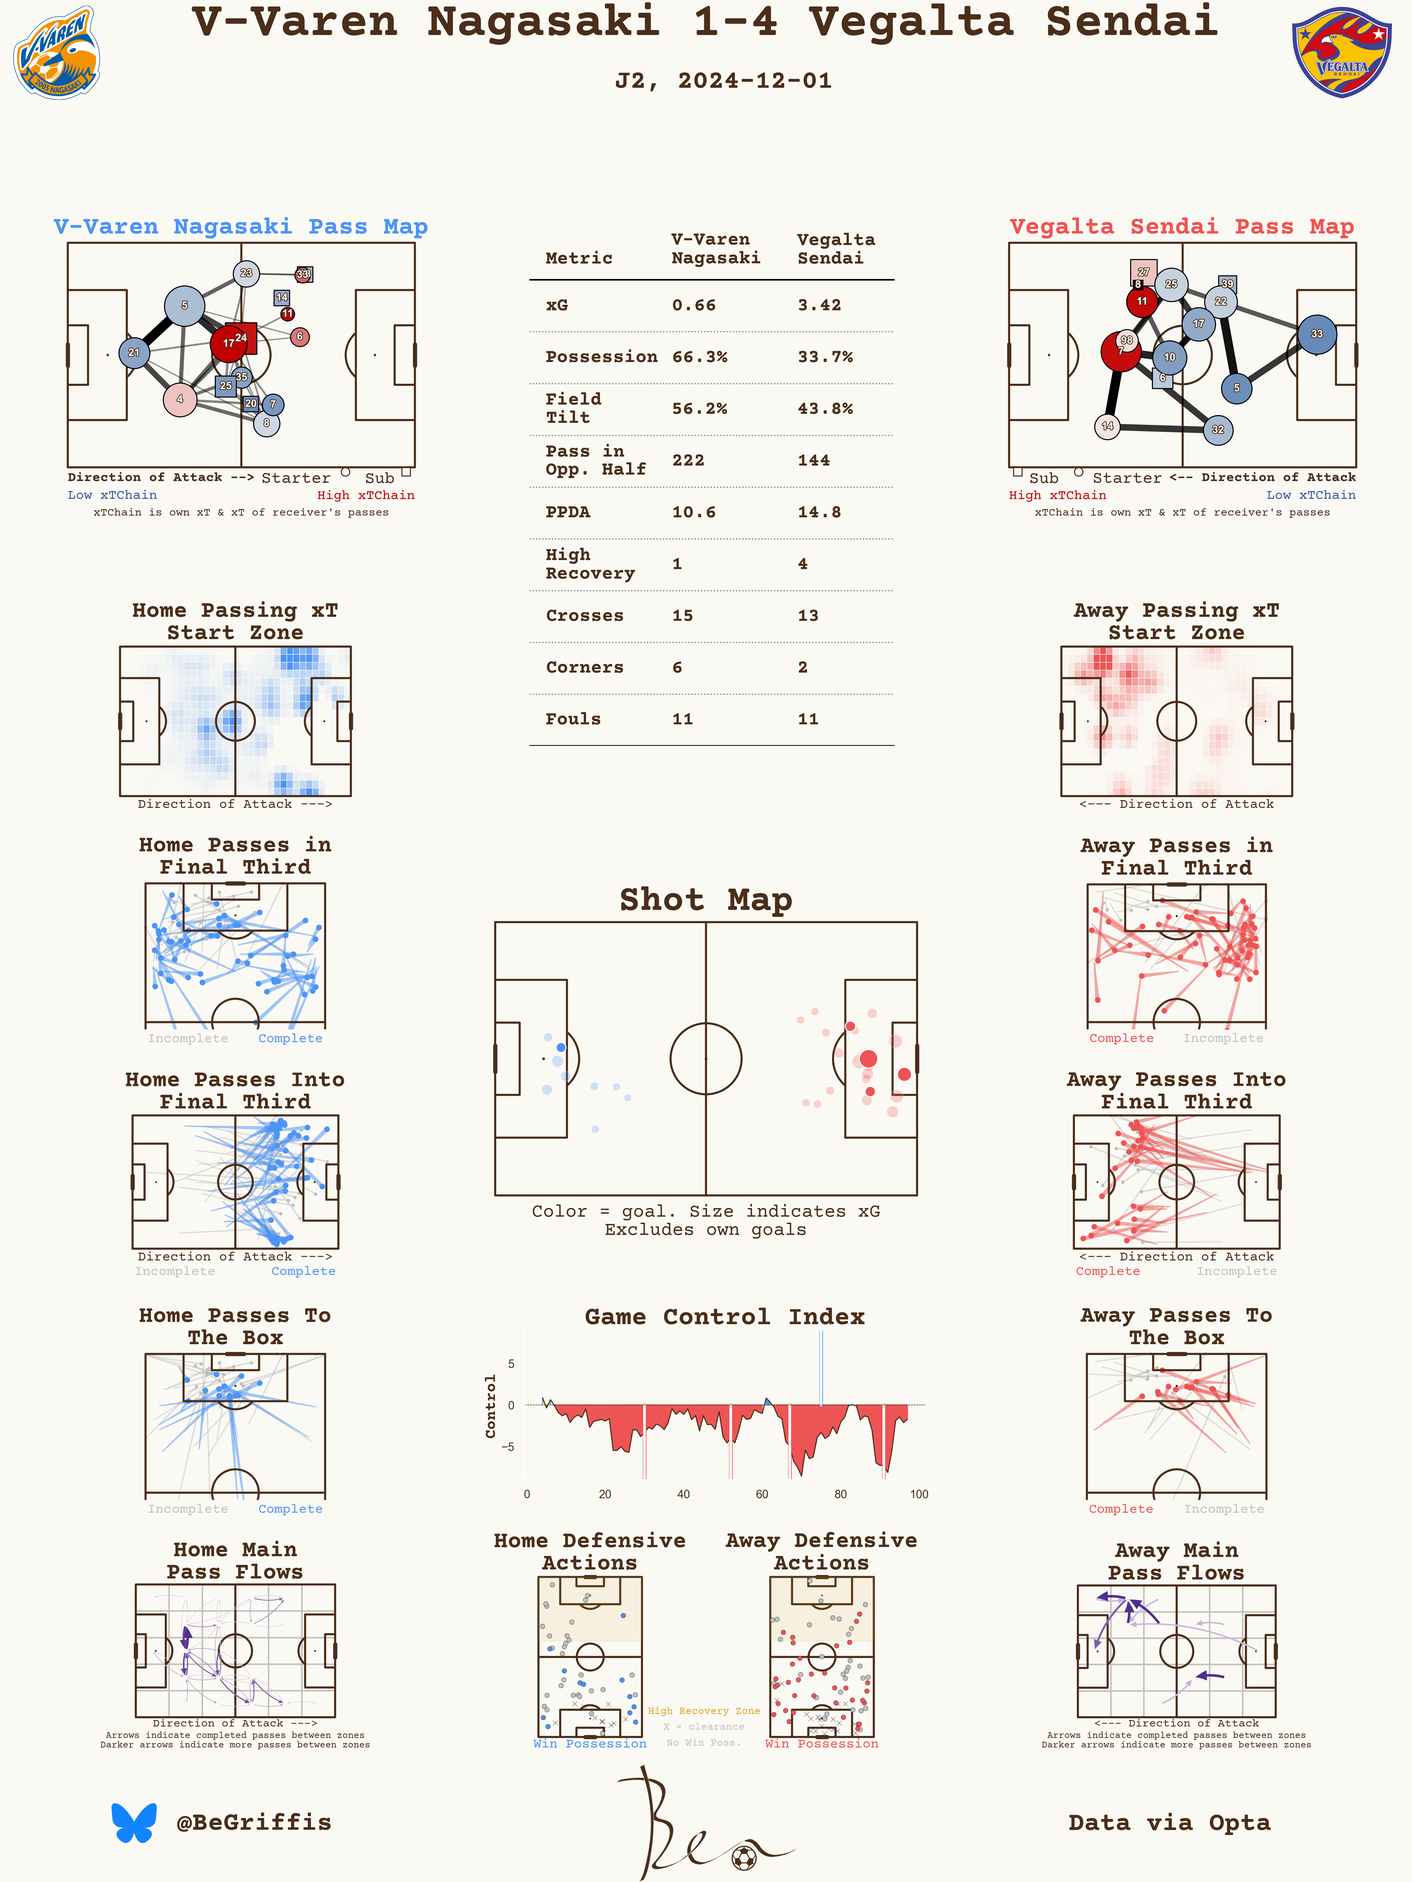 V-Varen Nagasaki 1-4 Vegalta Sendai
J2, 2024-12-01
V-VAREN
2005 NAGASAKI
VEGALTA
SENDAI
V-Varen Nagasaki Pass Map
23
33
5
14
11
24
17
6
21
35
25
4
20
7
8
Direction of Attack --> Starter Sub
Low xTChain High xTChain
xTChain is own xT & xT of receiver's passes
Metric V-Varen Nagasaki Vegalta Sendai
xG 0.66 3.42
Possession 66.3% 33.7%
Field Tilt 56.2% 43.8%
Pass in Opp. Half 222 144
PPDA 10.6 14.8
High Recovery 1 4
Crosses 15 13
Corners 6 2
Fouls 11 11
Vegalta Sendai Pass Map
27
8
25
39
11
22
17
33
98
7
10
6
5
14
32
Sub Starter <-- Direction of Attack
High xTChain Low xTChain
xTChain is own xT & xT of receiver's passes
Home Passing xT
Start Zone
Direction of Attack --->
Away Passing xT
Start Zone
<--- Direction of Attack
Home Passes in
Final Third
Incomplete Complete
Away Passes in
Final Third
Complete Incomplete
Shot Map
Color = goal. Size indicates xG
Excludes own goals
Home Passes Into
Final Third
Direction of Attack --->
Incomplete Complete
Away Passes Into
Final Third
<--- Direction of Attack
Complete Incomplete
Home Passes To
The Box
Incomplete Complete
Game Control Index
Control
5
0
−5
0 20 40 60 80 100
Away Passes To
The Box
Complete Incomplete
Home Main
Pass Flows
Direction of Attack --->
Arrows indicate completed passes between zones
Darker arrows indicate more passes between zones
Home Defensive
Actions
Win Possession
Away Defensive
Actions
Win Possession
High Recovery Zone
X = clearance
No Win Poss.
Away Main
Pass Flows
<--- Direction of Attack
Arrows indicate completed passes between zones
Darker arrows indicate more passes between zones
@BeGriffis
Ben
Data via Opta